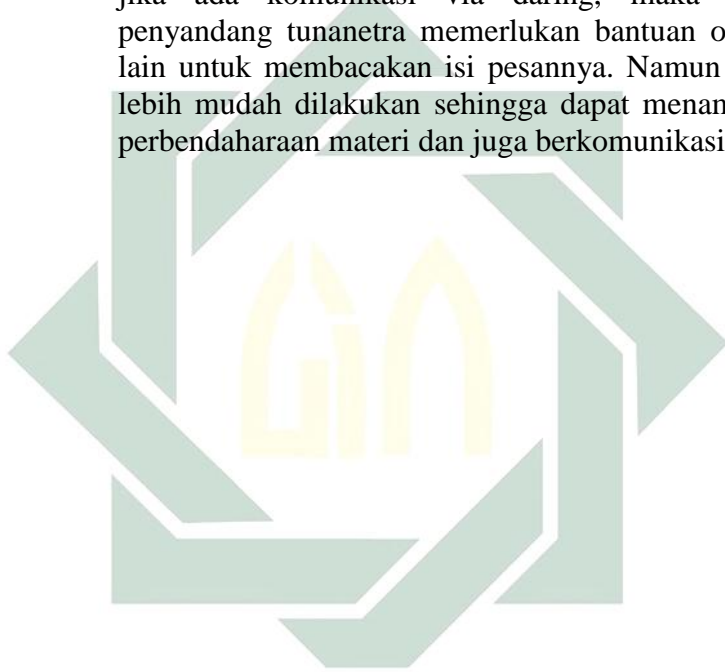 jika ada komunikasi via daring, maka
penyandang tunanetra memerlukan bantuan o
lain untuk membacakan isi pesannya. Namun
lebih mudah dilakukan sehingga dapat menam
perbendaharaan materi dan juga berkomunikasi